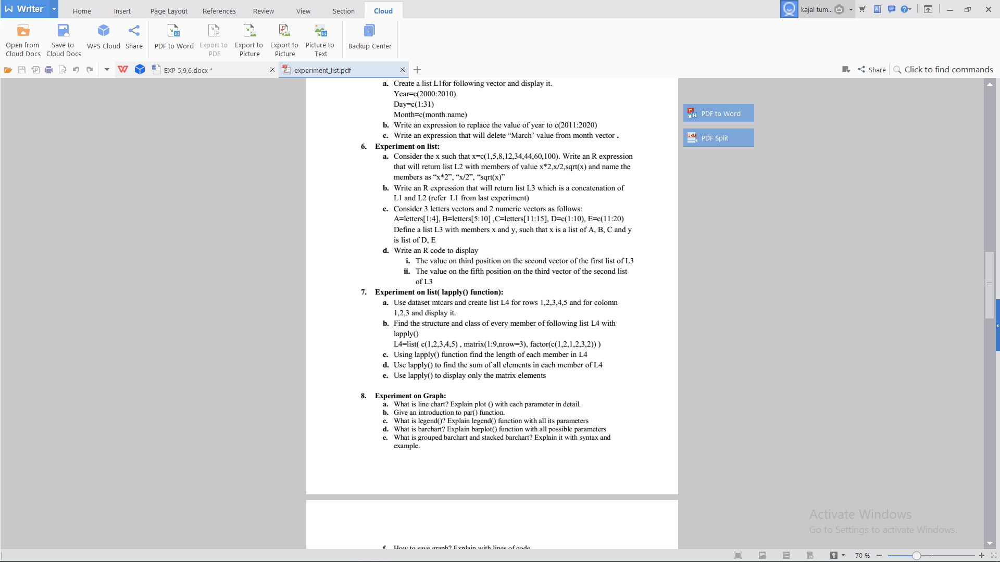 Writer
Home Insert Page Layout References Review View Section Cloud
kajal tum...
Open from Cloud Docs
Save to Cloud Docs
WPS Cloud
Share
PDF to Word
Export to PDF
Export to Picture
Export to Picture
Picture to Text
Backup Center
EXP 5,9,6.docx *
experiment_list.pdf
Share
Click to find commands
a. Create a list L1for following vector and display it.
Year=c(2000:2010)
Day=c(1:31)
Month=c(month.name)
b. Write an expression to replace the value of year to c(2011:2020)
c. Write an expression that will delete “March’ value from month vector .
6. Experiment on list:
a. Consider the x such that x=c(1,5,8,12,34,44,60,100). Write an R expression
that will return list L2 with members of value x*2,x/2,sqrt(x) and name the
members as “x*2”, “x/2”, “sqrt(x)”
b. Write an R expression that will return list L3 which is a concatenation of
L1 and L2 (refer L1 from last experiment)
c. Consider 3 letters vectors and 2 numeric vectors as follows:
A=letters[1:4], B=letters[5:10] ,C=letters[11:15], D=c(1:10), E=c(11:20)
Define a list L3 with members x and y, such that x is a list of A, B, C and y
is list of D, E
d. Write an R code to display
i. The value on third position on the second vector of the first list of L3
ii. The value on the fifth position on the third vector of the second list
of L3
7. Experiment on list( lapply() function):
a. Use dataset mtcars and create list L4 for rows 1,2,3,4,5 and for colomn
1,2,3 and display it.
b. Find the structure and class of every member of following list L4 with
lapply()
L4=list( c(1,2,3,4,5) , matrix(1:9,nrow=3), factor(c(1,2,1,2,3,2)) )
c. Using lapply() function find the length of each member in L4
d. Use lapply() to find the sum of all elements in each member of L4
e. Use lapply() to display only the matrix elements
8. Experiment on Graph:
a. What is line chart? Explain plot () with each parameter in detail.
b. Give an introduction to par() function.
c. What is legend()? Explain legend() function with all its parameters
d. What is barchart? Explain barplot() function with all possible parameters
e. What is grouped barchart and stacked barchart? Explain it with syntax and
example.
f. How to save graph? Explain with lines of code
PDF to Word
PDF Split
Activate Windows
Go to Settings to activate Windows.
70 %